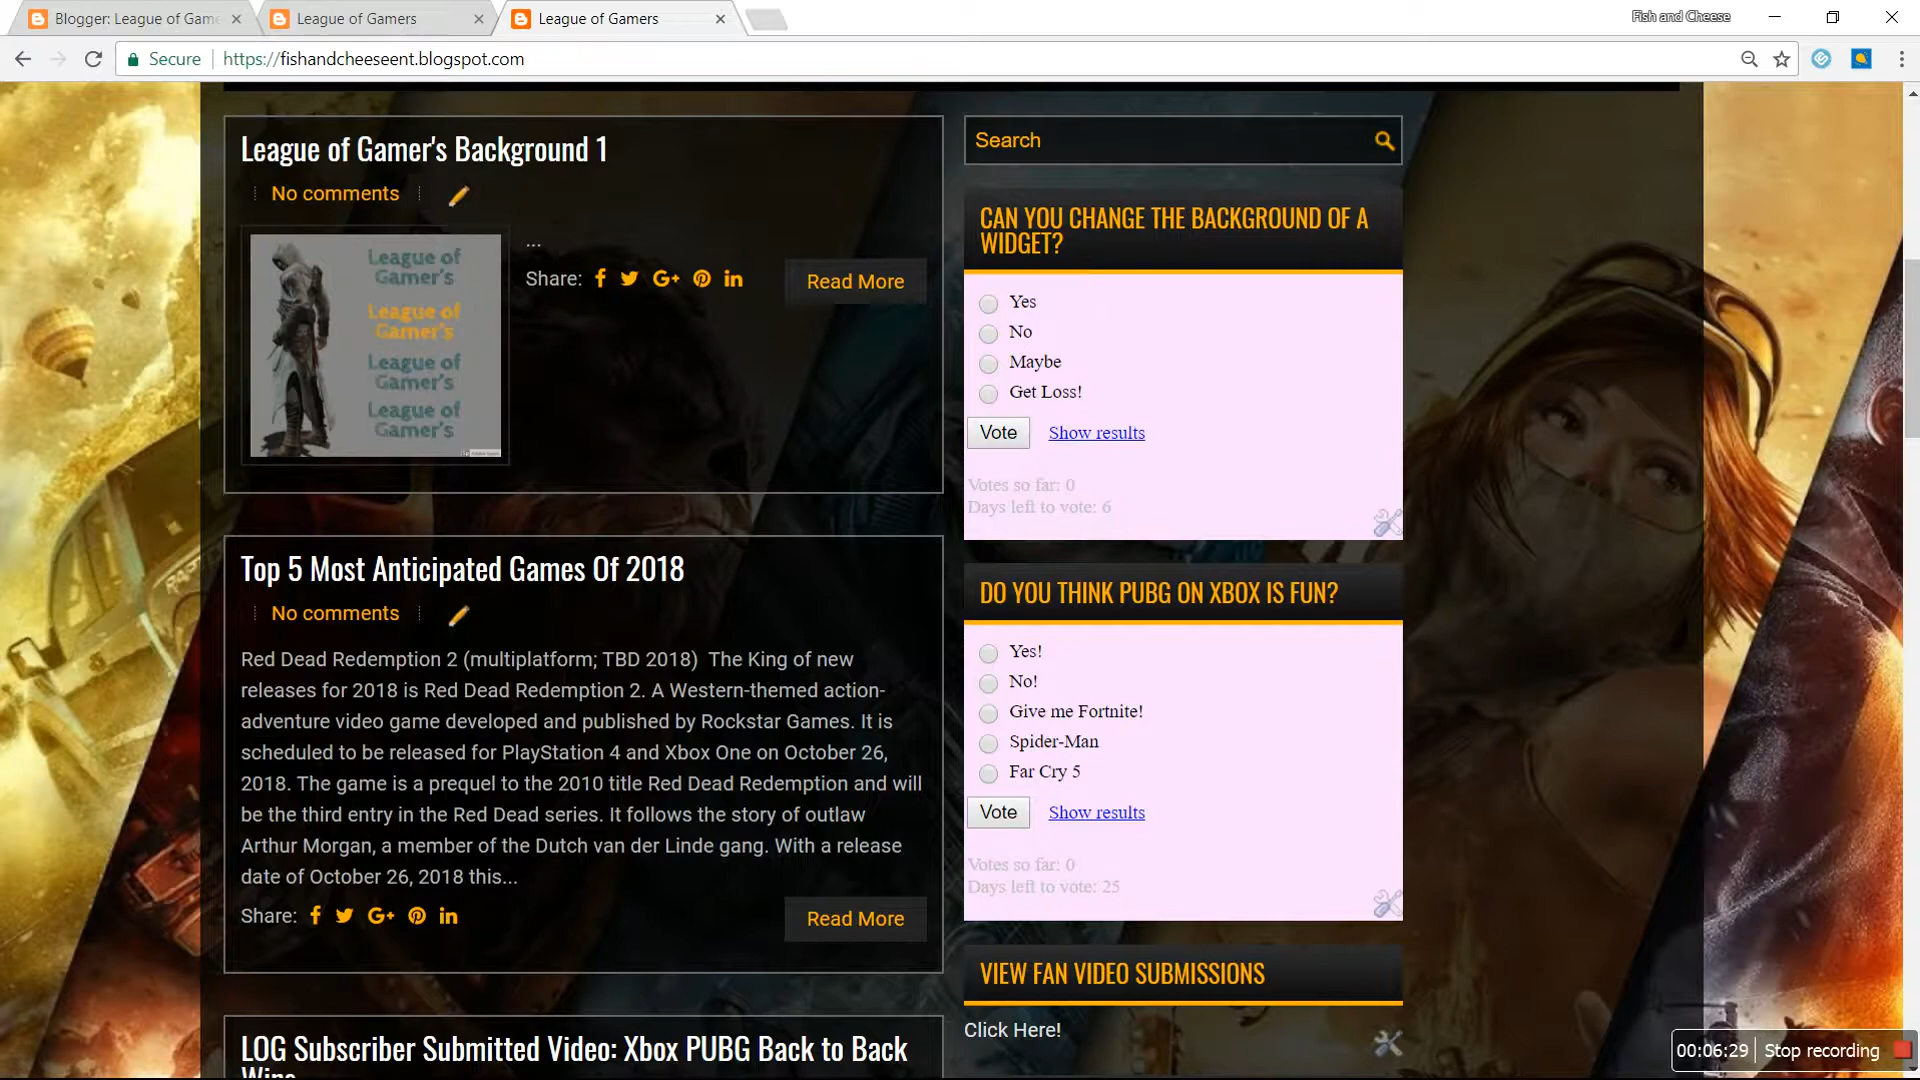 Blogger: League of Game
League of Gamers
League of Gamers
Fish and Cheese
Secure
https://fishandcheeseent.blogspot.com
League of Gamer's Background 1
No comments
League of
Gamer's
League of
Gamer's
League of
Gamer's
League of
Gamer's
...
Share:
Read More
Top 5 Most Anticipated Games Of 2018
No comments
Red Dead Redemption 2 (multiplatform; TBD 2018)  The King of new
releases for 2018 is Red Dead Redemption 2. A Western-themed action-
adventure video game developed and published by Rockstar Games. It is
scheduled to be released for PlayStation 4 and Xbox One on October 26,
2018. The game is a prequel to the 2010 title Red Dead Redemption and will
be the third entry in the Red Dead series. It follows the story of outlaw
Arthur Morgan, a member of the Dutch van der Linde gang. With a release
date of October 26, 2018 this...
Share:
Read More
LOG Subscriber Submitted Video: Xbox PUBG Back to Back
Wins
Search
CAN YOU CHANGE THE BACKGROUND OF A
WIDGET?
Yes
No
Maybe
Get Loss!
Vote
Show results
Votes so far: 0
Days left to vote: 6
DO YOU THINK PUBG ON XBOX IS FUN?
Yes!
No!
Give me Fortnite!
Spider-Man
Far Cry 5
Vote
Show results
Votes so far: 0
Days left to vote: 25
VIEW FAN VIDEO SUBMISSIONS
Click Here!
00:06:29
Stop recording